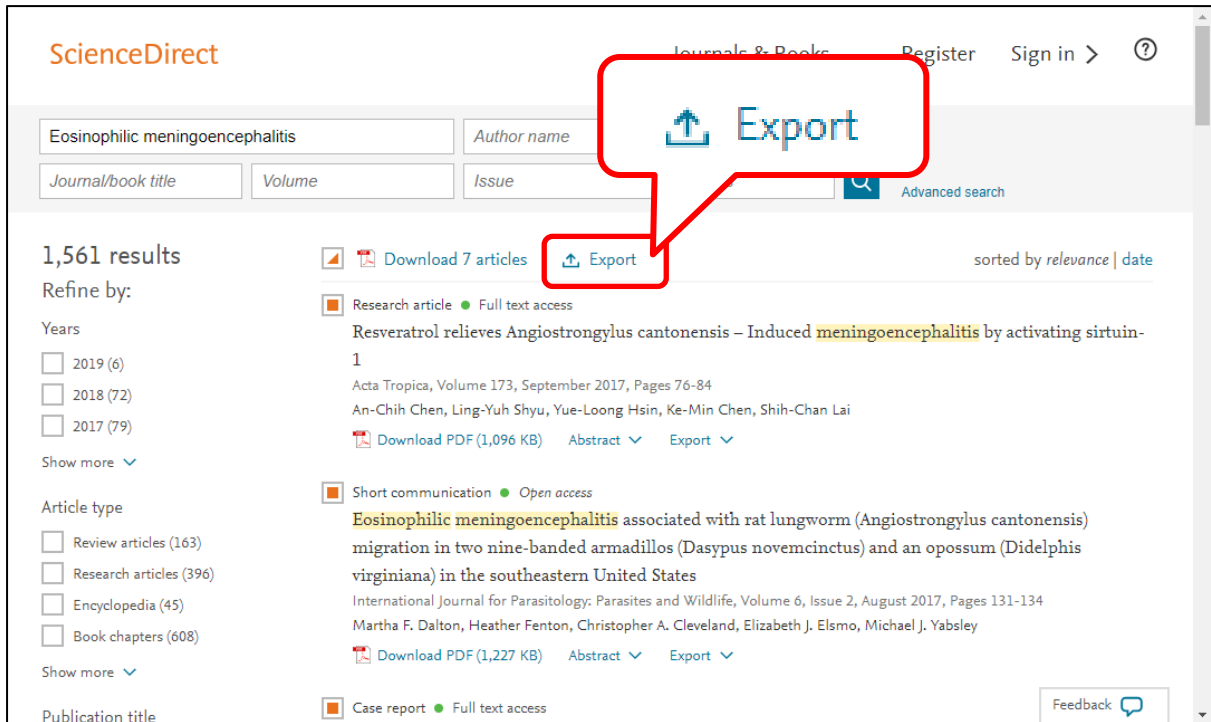 ScienceDirect
Journals & Books Register Sign in
Export
Eosinophilic meningoencephalitis Author name
Journal/book title Volume Issue
Advanced search
1,561 results
Refine by:
Years
2019 (6)
2018 (72)
2017 (79)
Show more
Article type
Review articles (163)
Research articles (396)
Encyclopedia (45)
Book chapters (608)
Show more
Publication title
Download 7 articles Export sorted by relevance | date
Research article Full text access
Resveratrol relieves Angiostrongylus cantonensis – Induced meningoencephalitis by activating sirtuin-
1
Acta Tropica, Volume 173, September 2017, Pages 76-84
An-Chih Chen, Ling-Yuh Shyu, Yue-Loong Hsin, Ke-Min Chen, Shih-Chan Lai
Download PDF (1,096 KB) Abstract Export
Short communication Open access
Eosinophilic meningoencephalitis associated with rat lungworm (Angiostrongylus cantonensis)
migration in two nine-banded armadillos (Dasypus novemcinctus) and an opossum (Didelphis
virginiana) in the southeastern United States
International Journal for Parasitology: Parasites and Wildlife, Volume 6, Issue 2, August 2017, Pages 131-134
Martha F. Dalton, Heather Fenton, Christopher A. Cleveland, Elizabeth J. Elsmo, Michael J. Yabsley
Download PDF (1,227 KB) Abstract Export
Case report Full text access
Feedback